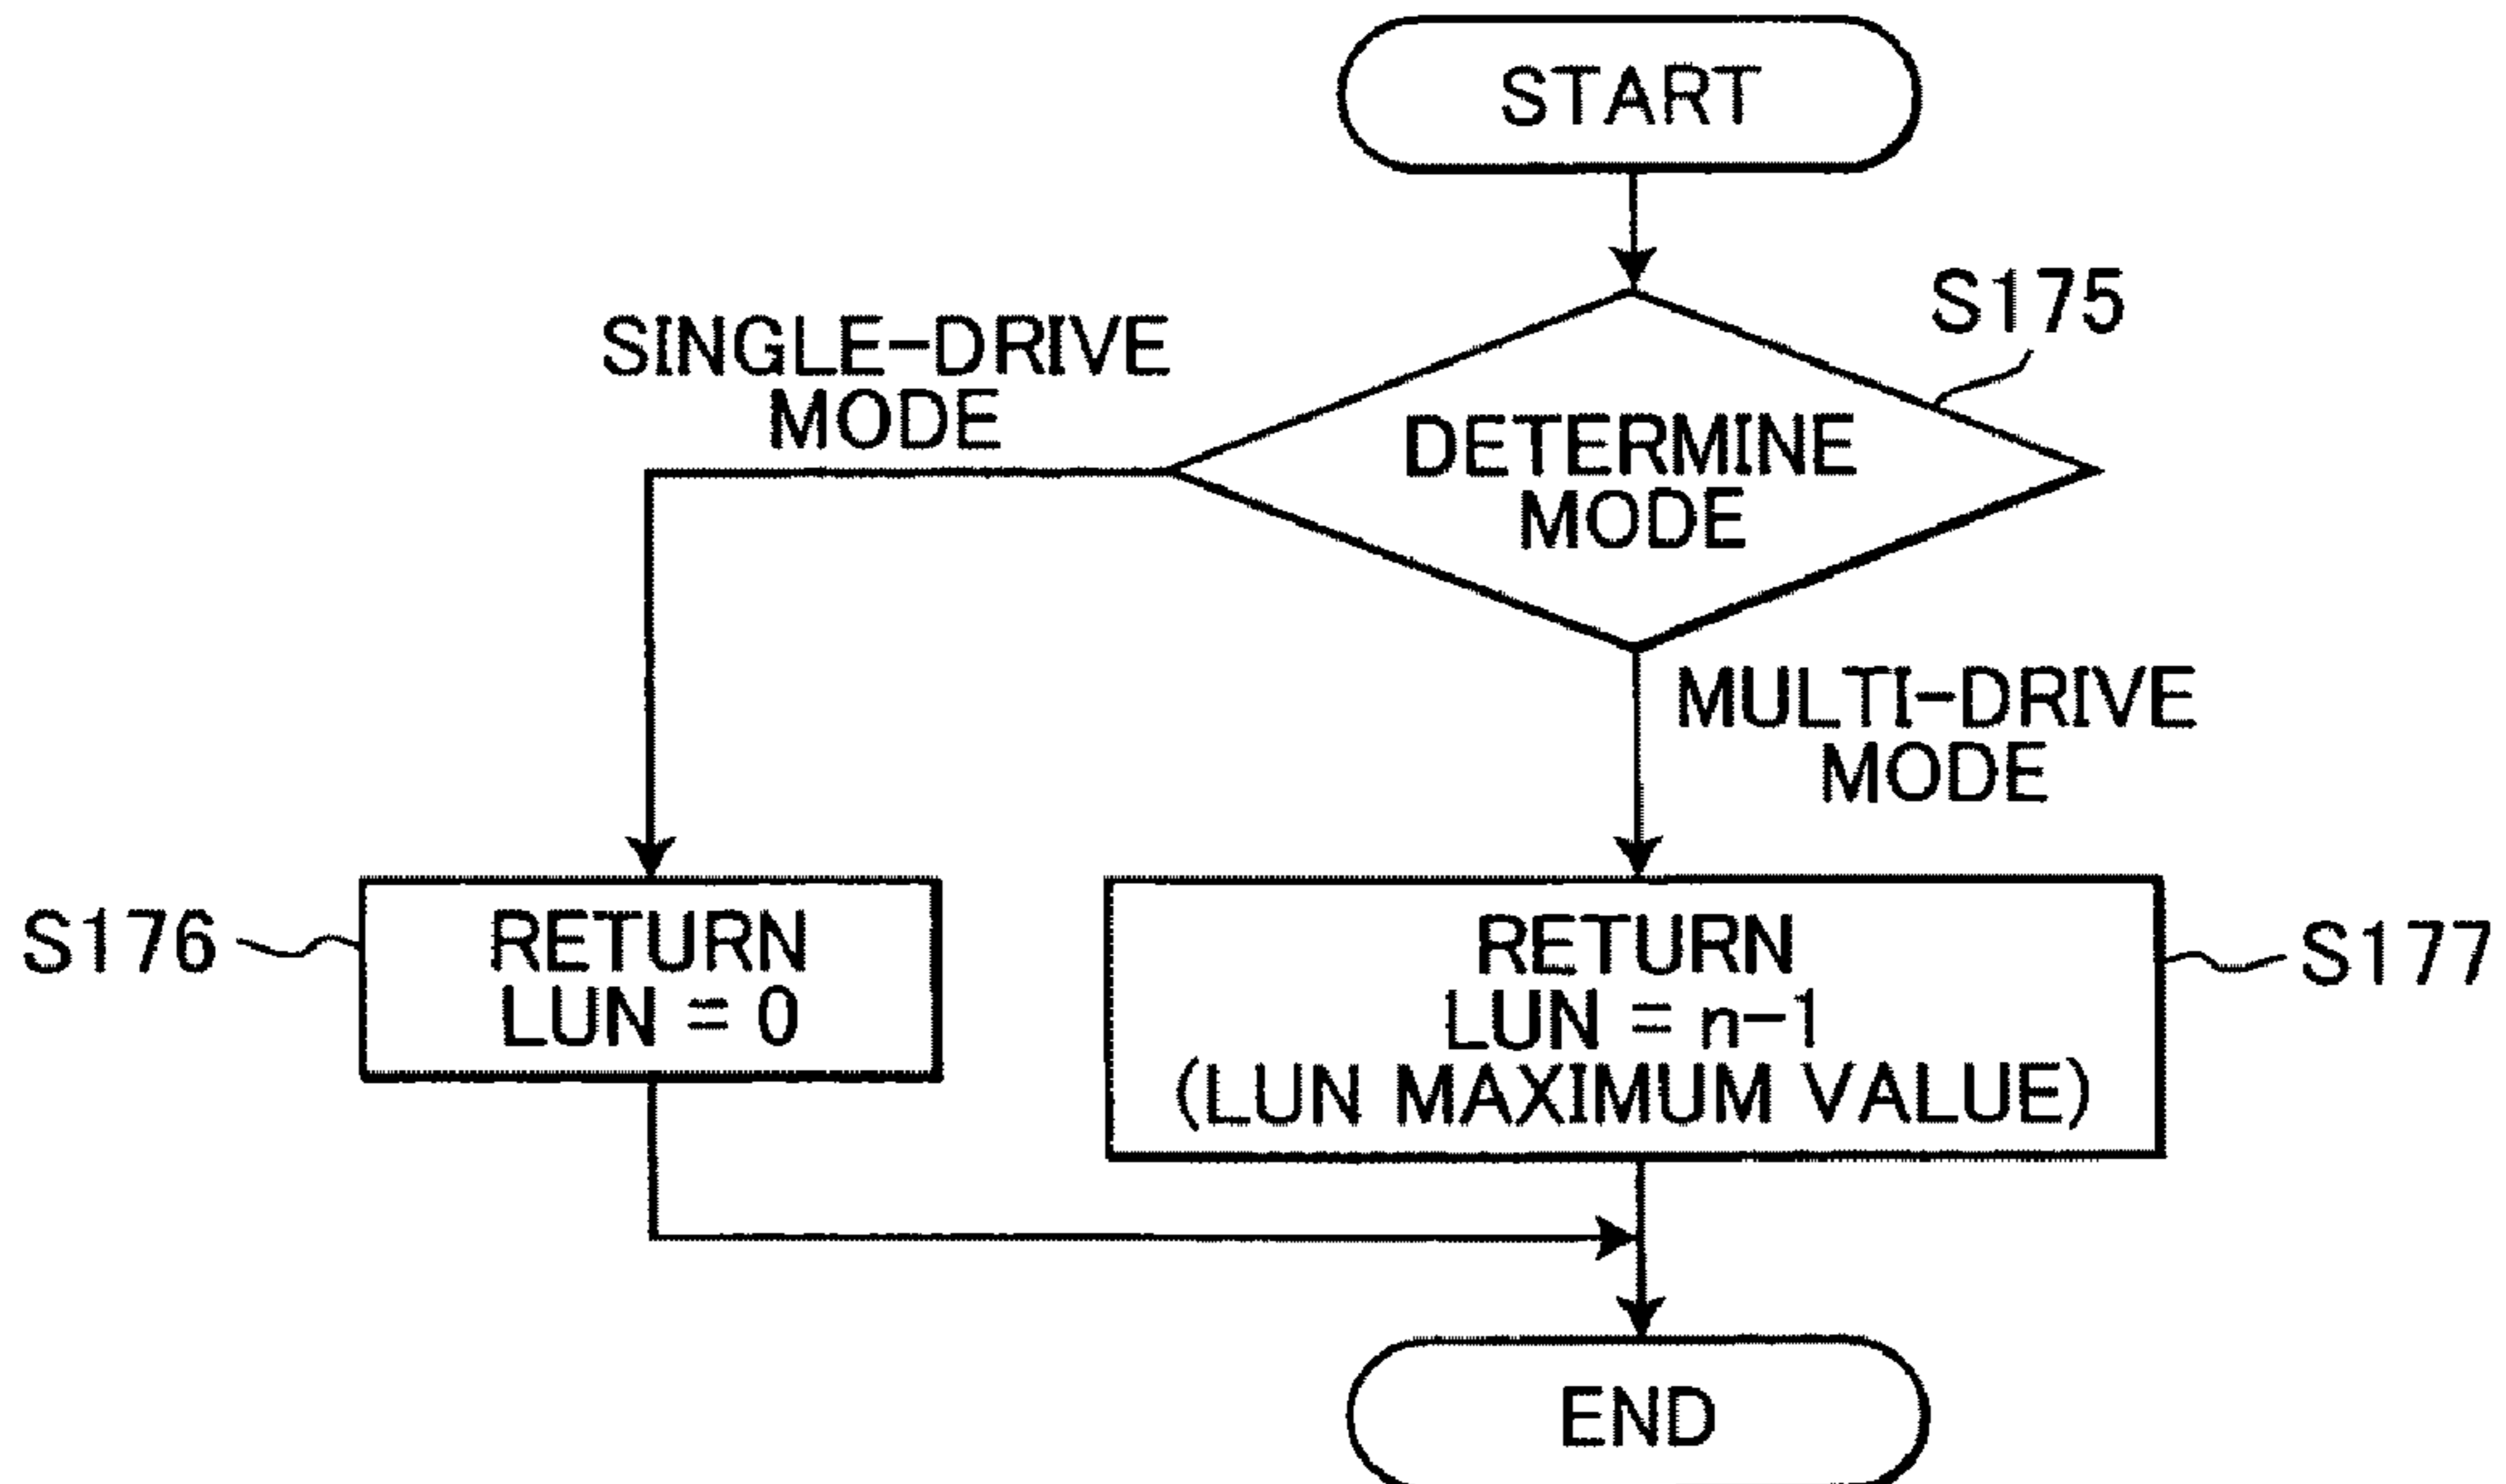 START
S175
SINGLE-DRIVE
MODE
DETERMINE
MODE
MULTI-DRIVE
MODE
S176
RETURN
LUN = 0
RETURN
LUN = n-1
(LUN MAXIMUM VALUE)
S177
END